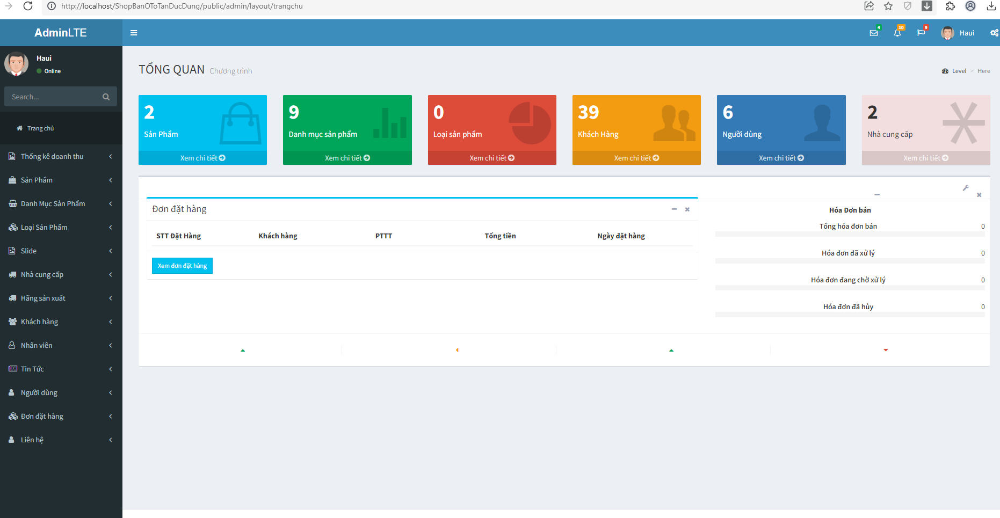 http://localhost/ShopBanOToTanDucDung/public/admin/layout/trangchu
AdminLTE
4
10
9
Haui
Haui
Online
Search...
Trang chủ
Thống kê doanh thu
Sản Phẩm
Danh Mục Sản Phẩm
Loại Sản Phẩm
Slide
Nhà cung cấp
Hãng sản xuất
Khách hàng
Nhân viên
Tin Tức
Người dùng
Đơn đặt hàng
Liên hệ
TỔNG QUAN Chương trình
Level > Here
2
Sản Phẩm
Xem chi tiết
9
Danh mục sản phẩm
Xem chi tiết
0
Loại sản phẩm
Xem chi tiết
39
Khách Hàng
Xem chi tiết
6
Người dùng
Xem chi tiết
2
Nhà cung cấp
Xem chi tiết
Đơn đặt hàng
STT Đặt Hàng Khách hàng PTTT Tổng tiền Ngày đặt hàng
Xem đơn đặt hàng
Hóa Đơn bán
Tổng hóa đơn bán 0
Hóa đơn đã xử lý 0
Hóa đơn đang chờ xử lý 0
Hóa đơn đã hủy 0